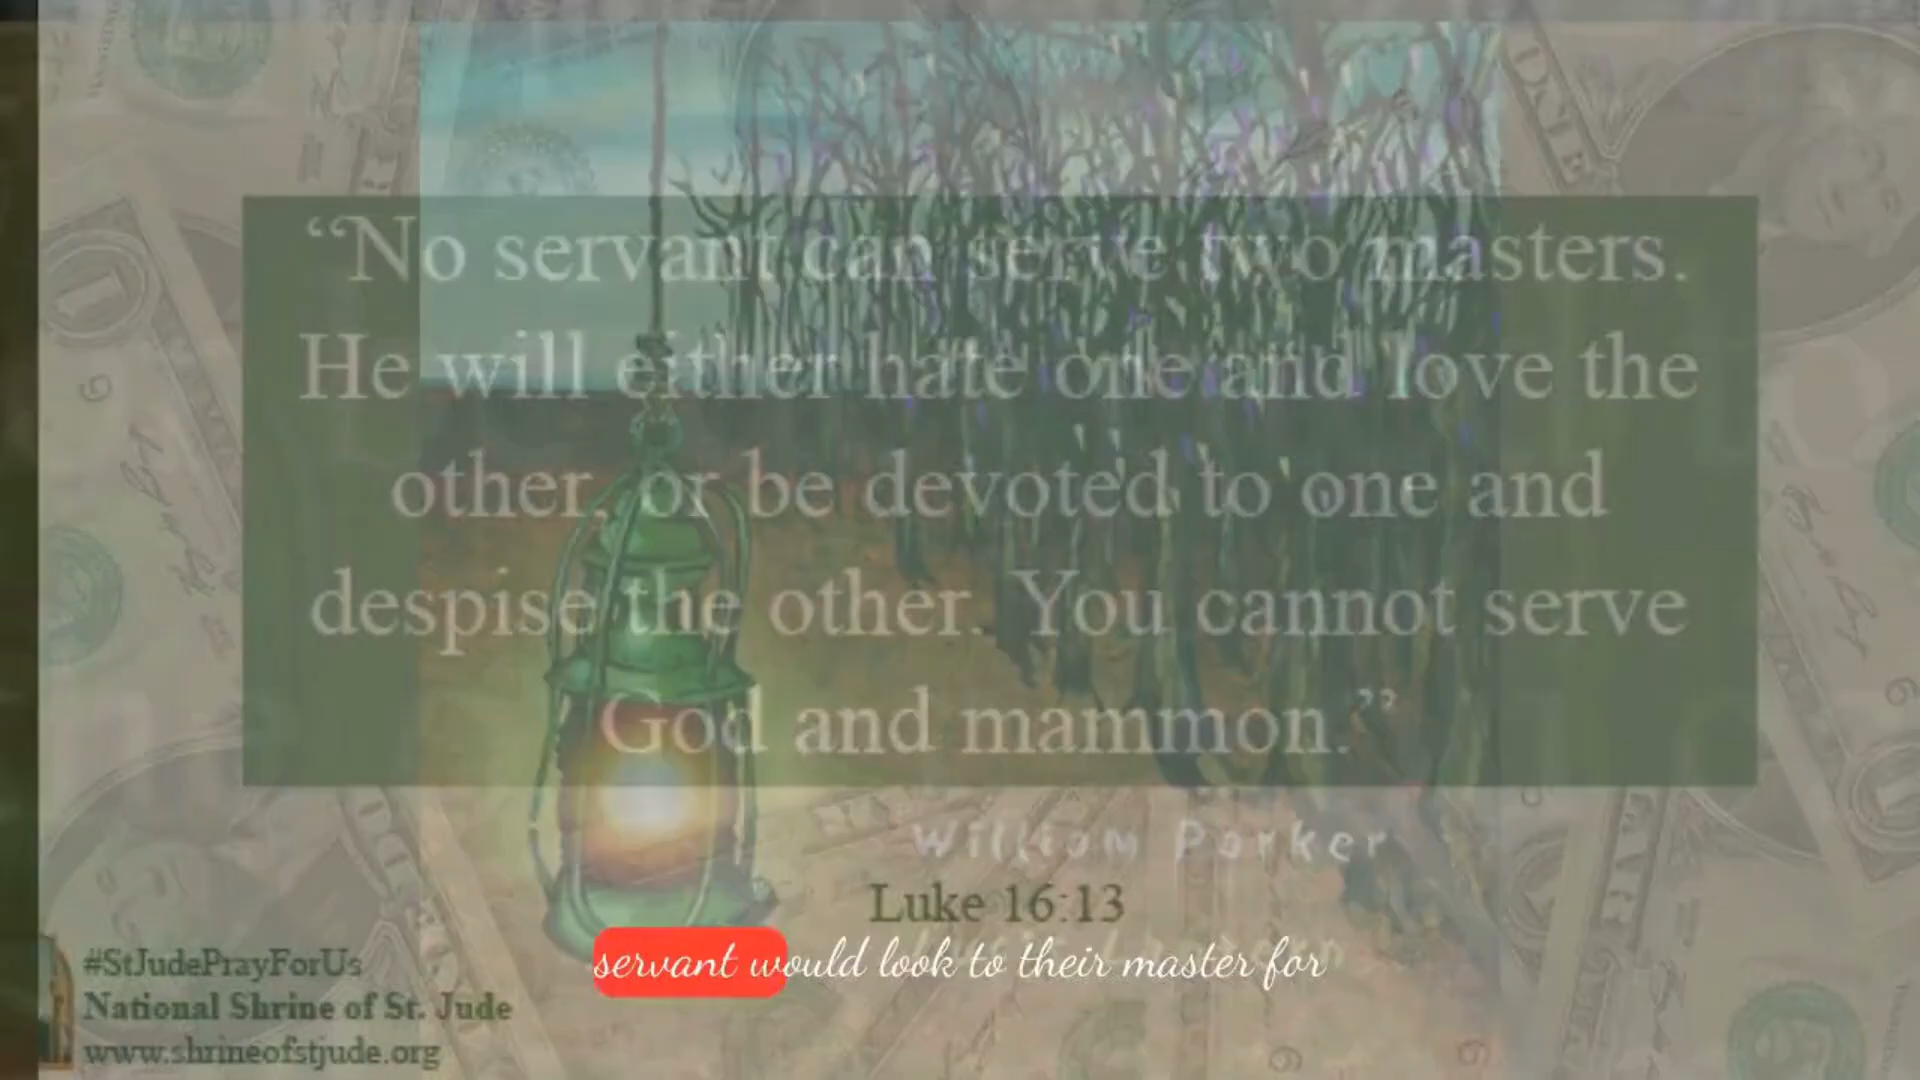 “No servant can serve two masters.
He will either hate one and love the
other, or be devoted to one and
despise the other. You cannot serve
God and mammon.”
William Parker
Luke 16:13
servant would look to their master for
#StJudePrayForUs
National Shrine of St. Jude
www.shrineofstjude.org
ONE